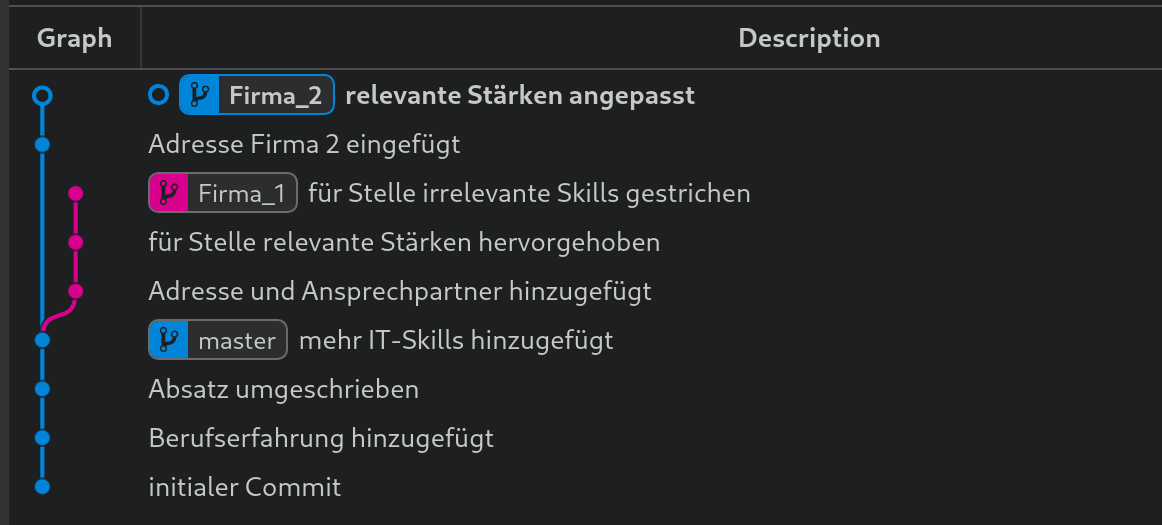 Graph Description
Firma_2 relevante Stärken angepasst
Adresse Firma 2 eingefügt
Firma_1 für Stelle irrelevante Skills gestrichen
für Stelle relevante Stärken hervorgehoben
Adresse und Ansprechpartner hinzugefügt
master mehr IT-Skills hinzugefügt
Absatz umgeschrieben
Berufserfahrung hinzugefügt
initialer Commit